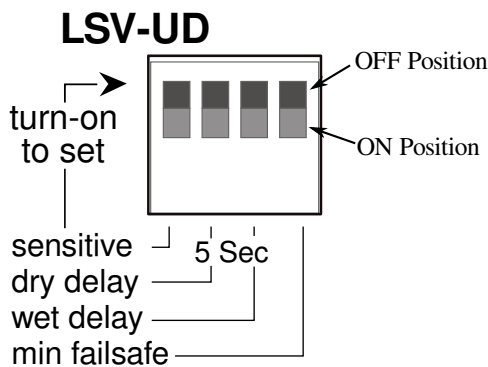 LSV-UD
OFF Position
turn-on
to set
ON Position
sensitive
5 Sec
dry delay
wet delay
min failsafe